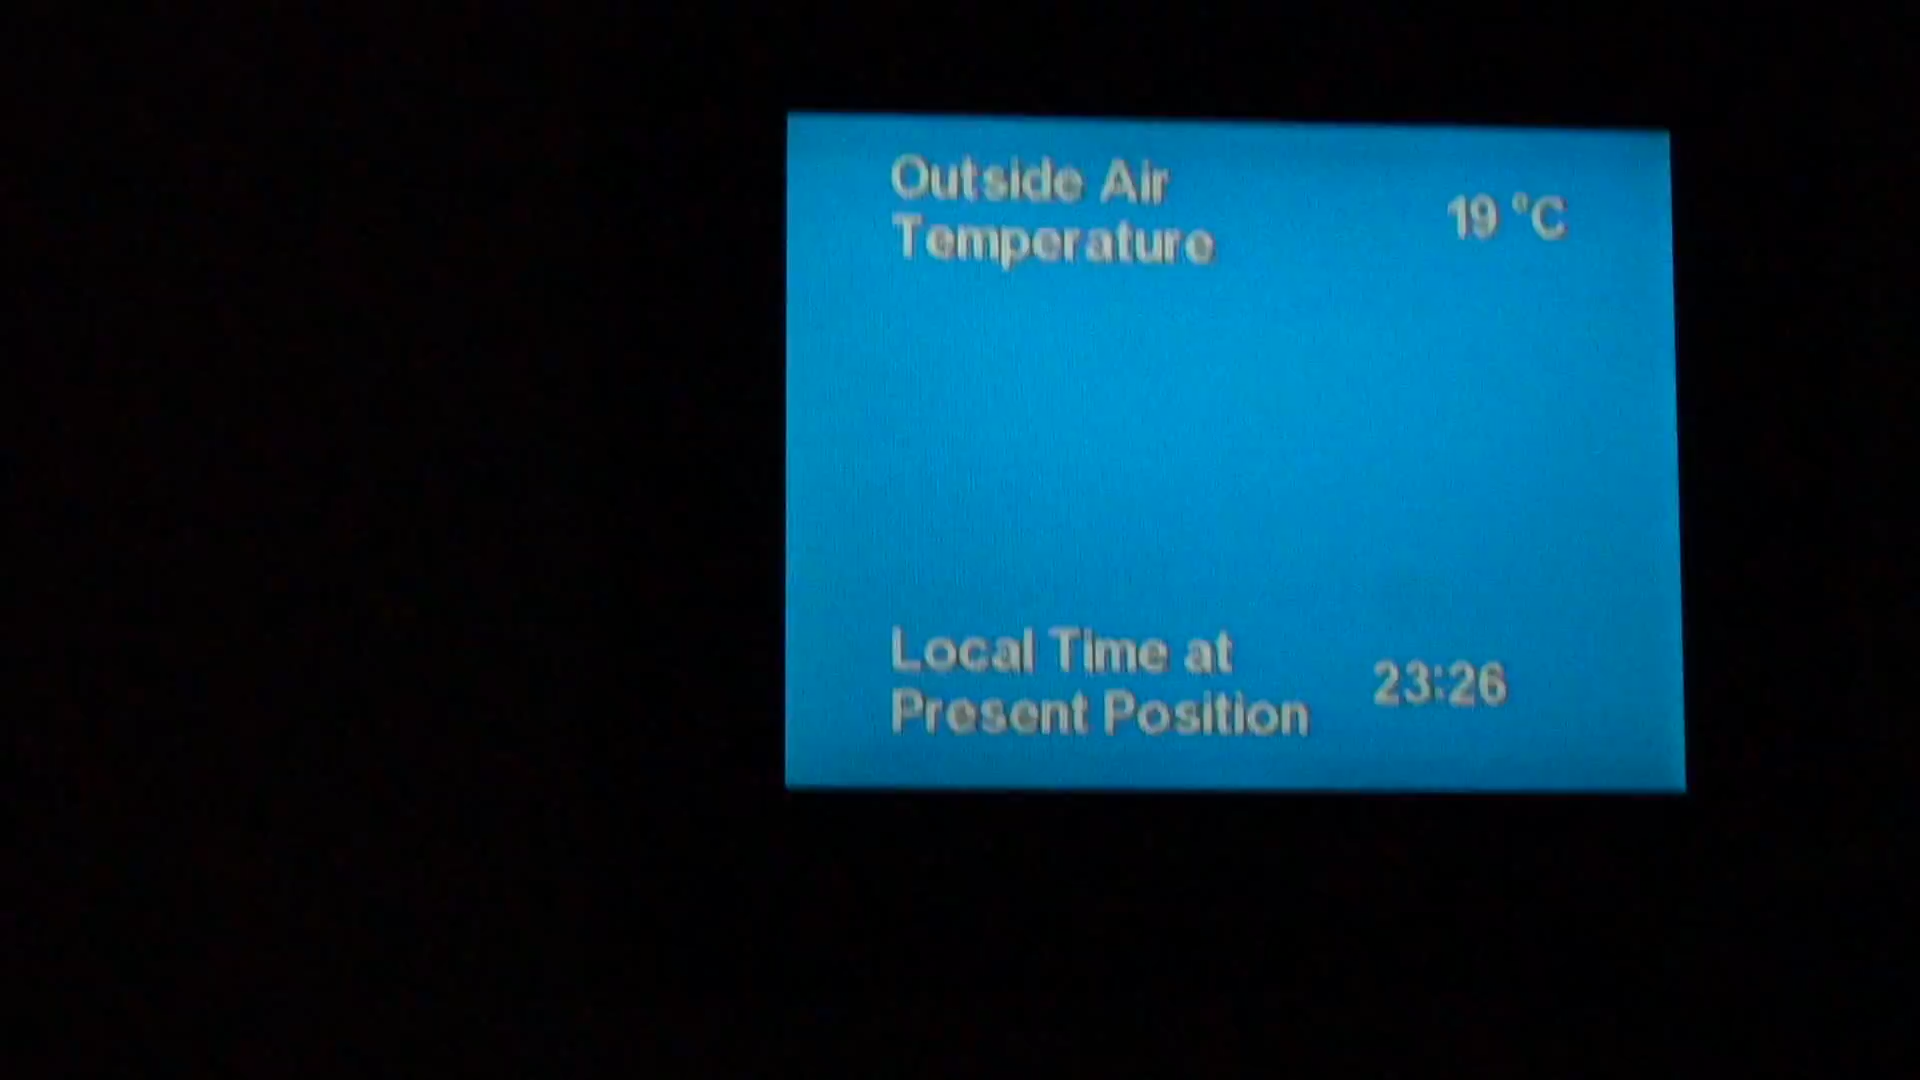 Outside Air
Temperature
19 °C
Local Time at
Present Position
23:26